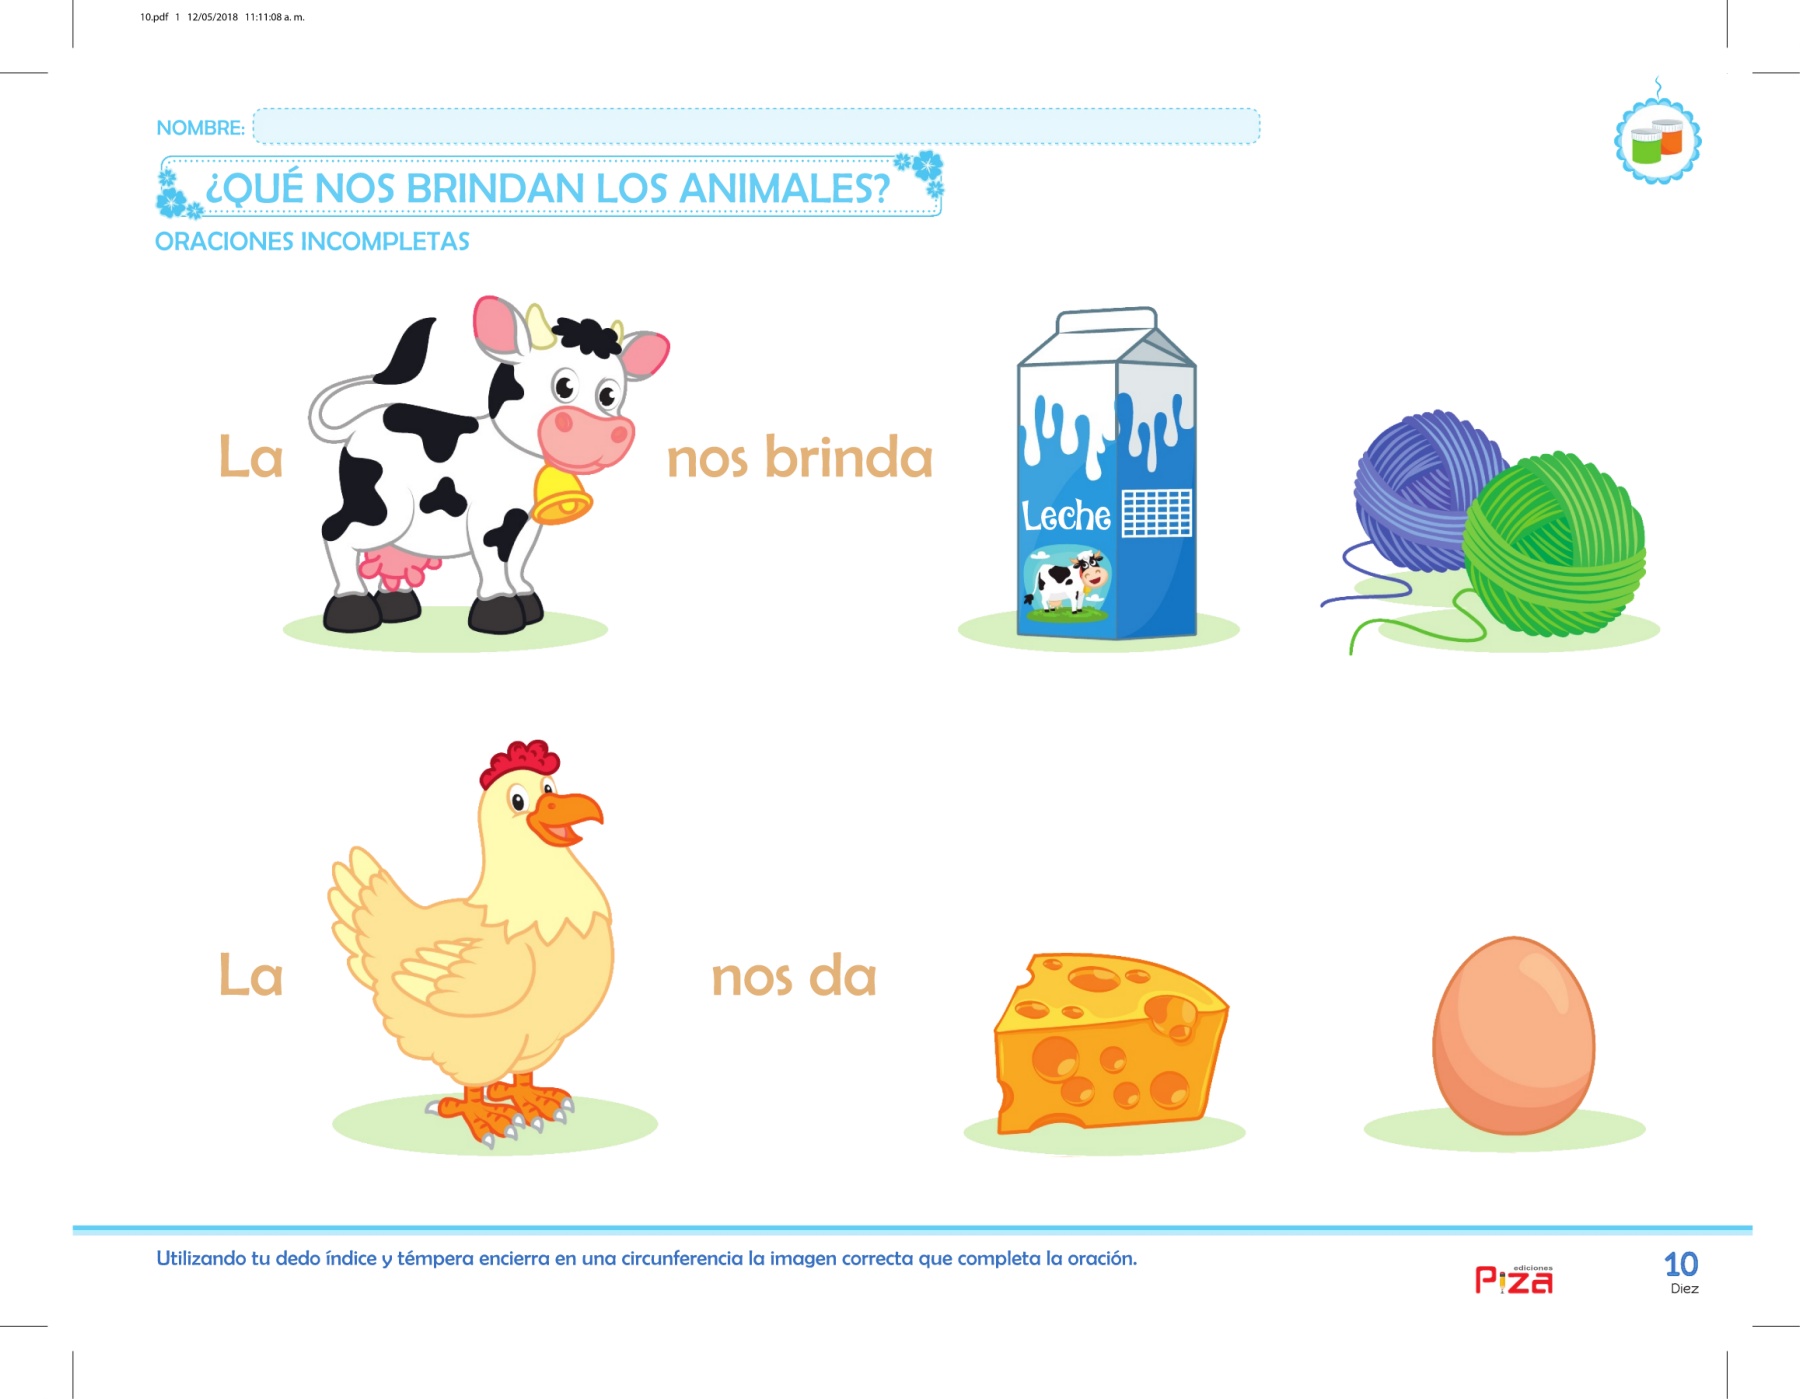 10.pdf 1 12/05/2018 11:11:08 a. m.
NOMBRE:
¿QUÉ NOS BRINDAN LOS ANIMALES?
ORACIONES INCOMPLETAS
La nos brinda
Leche
La nos da
Utilizando tu dedo índice y témpera encierra en una circunferencia la imagen correcta que completa la oración.
ediciones
Piza
10
Diez